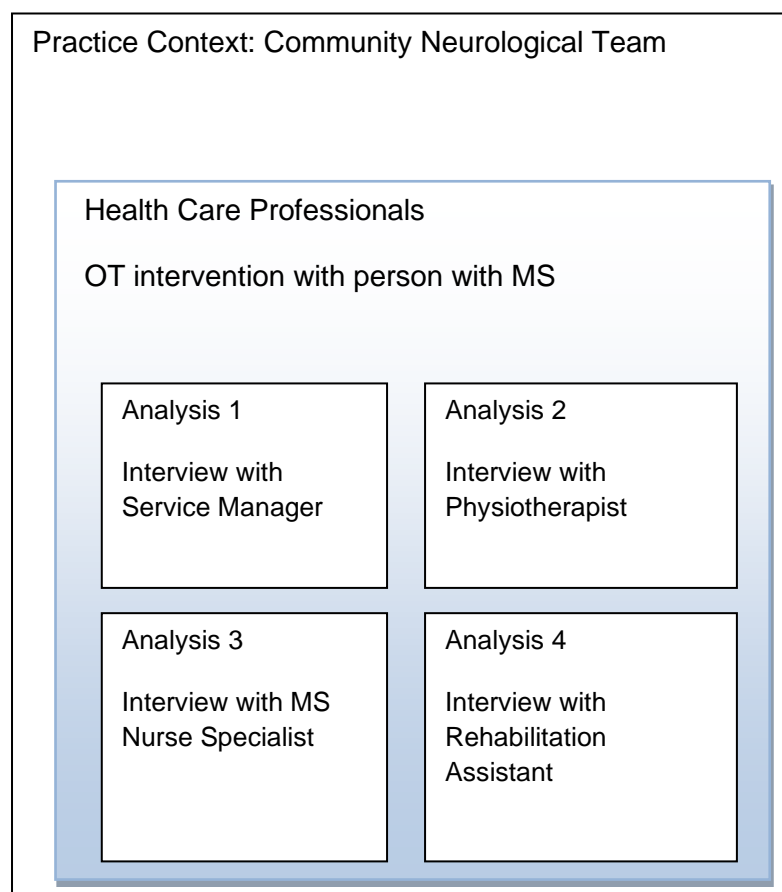 Practice Context: Community Neurological Team
Health Care Professionals
OT intervention with person with MS
Analysis 1
Interview with
Service Manager
Analysis 2
Interview with
Physiotherapist
Analysis 3
Interview with MS
Nurse Specialist
Analysis 4
Interview with
Rehabilitation
Assistant